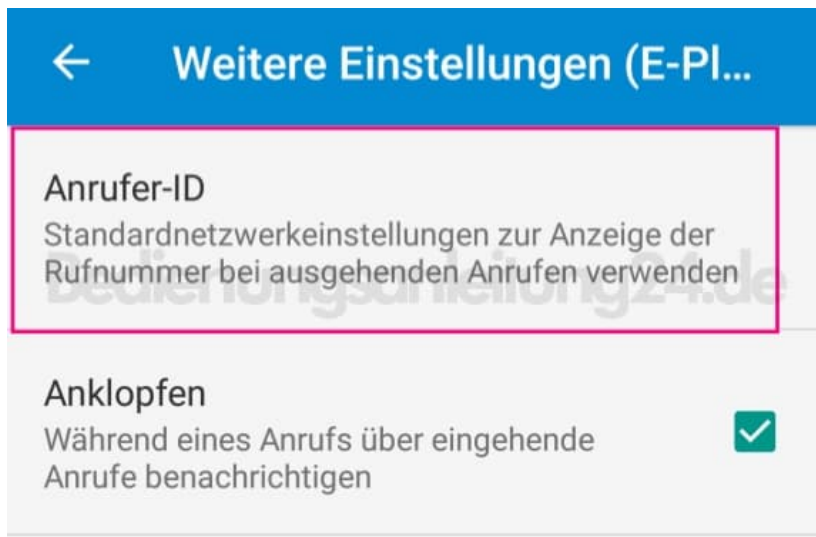 Weitere Einstellungen (E-Pl...
Anrufer-ID
Standardnetzwerkeinstellungen zur Anzeige der
Rufnummer bei ausgehenden Anrufen verwenden
Bedienungsanleitung24.de
Anklopfen
Während eines Anrufs über eingehende
Anrufe benachrichtigen